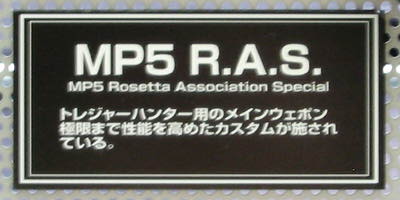 MP5 R.A.S.
MP5 Rosetta Association Special
トレジャーハンター用のメインウェポン
極限まで性能を高めたカスタムが施され
ている。